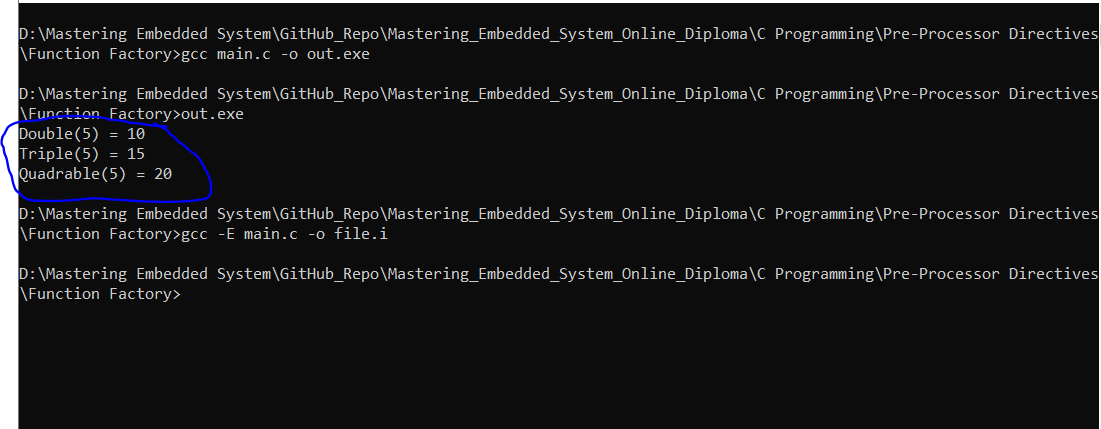 D:\Mastering Embedded System\GitHub_Repo\Mastering_Embedded_System_Online_Diploma\C Programming\Pre-Processor Directives
\Function Factory>gcc main.c -o out.exe
D:\Mastering Embedded System\GitHub_Repo\Mastering_Embedded_System_Online_Diploma\C Programming\Pre-Processor Directives
\Function Factory>out.exe
Double(5) = 10
Triple(5) = 15
Quadrable(5) = 20
D:\Mastering Embedded System\GitHub_Repo\Mastering_Embedded_System_Online_Diploma\C Programming\Pre-Processor Directives
\Function Factory>gcc -E main.c -o file.i
D:\Mastering Embedded System\GitHub_Repo\Mastering_Embedded_System_Online_Diploma\C Programming\Pre-Processor Directives
\Function Factory>